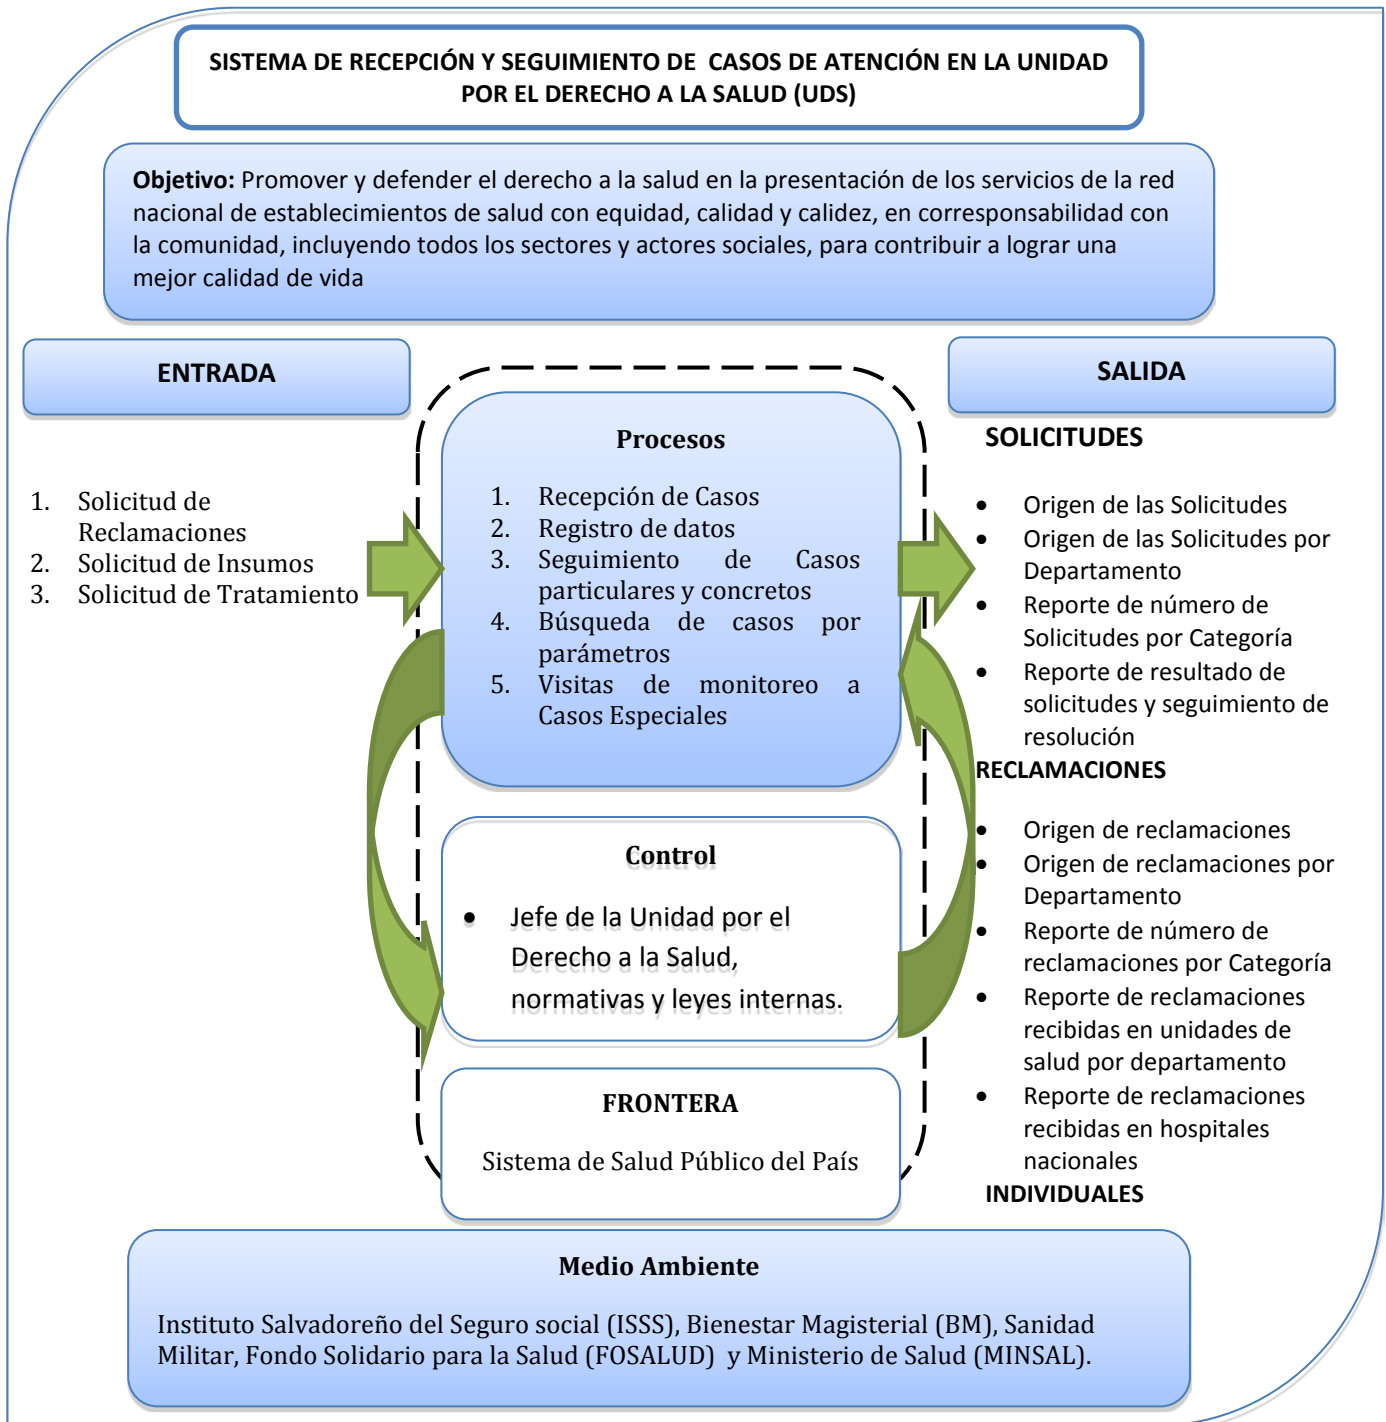 SISTEMA DE RECEPCIÓN Y SEGUIMIENTO DE CASOS DE ATENCIÓN EN LA UNIDAD
POR EL DERECHO A LA SALUD (UDS)
Objetivo: Promover y defender el derecho a la salud en la presentación de los servicios de la red
nacional de establecimientos de salud con equidad, calidad y calidez, en corresponsabilidad con
la comunidad, incluyendo todos los sectores y actores sociales, para contribuir a lograr una
mejor calidad de vida
ENTRADA
1. Solicitud de
Reclamaciones
2. Solicitud de Insumos
3. Solicitud de Tratamiento
Procesos
1. Recepción de Casos
2. Registro de datos
3. Seguimiento de Casos
particulares y concretos
4. Búsqueda de casos por
parámetros
5. Visitas de monitoreo a
Casos Especiales
Control
• Jefe de la Unidad por el
Derecho a la Salud,
normativas y leyes internas.
FRONTERA
Sistema de Salud Público del País
SALIDA
SOLICITUDES
• Origen de las Solicitudes
• Origen de las Solicitudes por
Departamento
• Reporte de número de
Solicitudes por Categoría
• Reporte de resultado de
solicitudes y seguimiento de
resolución
RECLAMACIONES
• Origen de reclamaciones
• Origen de reclamaciones por
Departamento
• Reporte de número de
reclamaciones por Categoría
• Reporte de reclamaciones
recibidas en unidades de
salud por departamento
• Reporte de reclamaciones
recibidas en hospitales
nacionales
INDIVIDUALES
Medio Ambiente
Instituto Salvadoreño del Seguro social (ISSS), Bienestar Magisterial (BM), Sanidad
Militar, Fondo Solidario para la Salud (FOSALUD) y Ministerio de Salud (MINSAL).